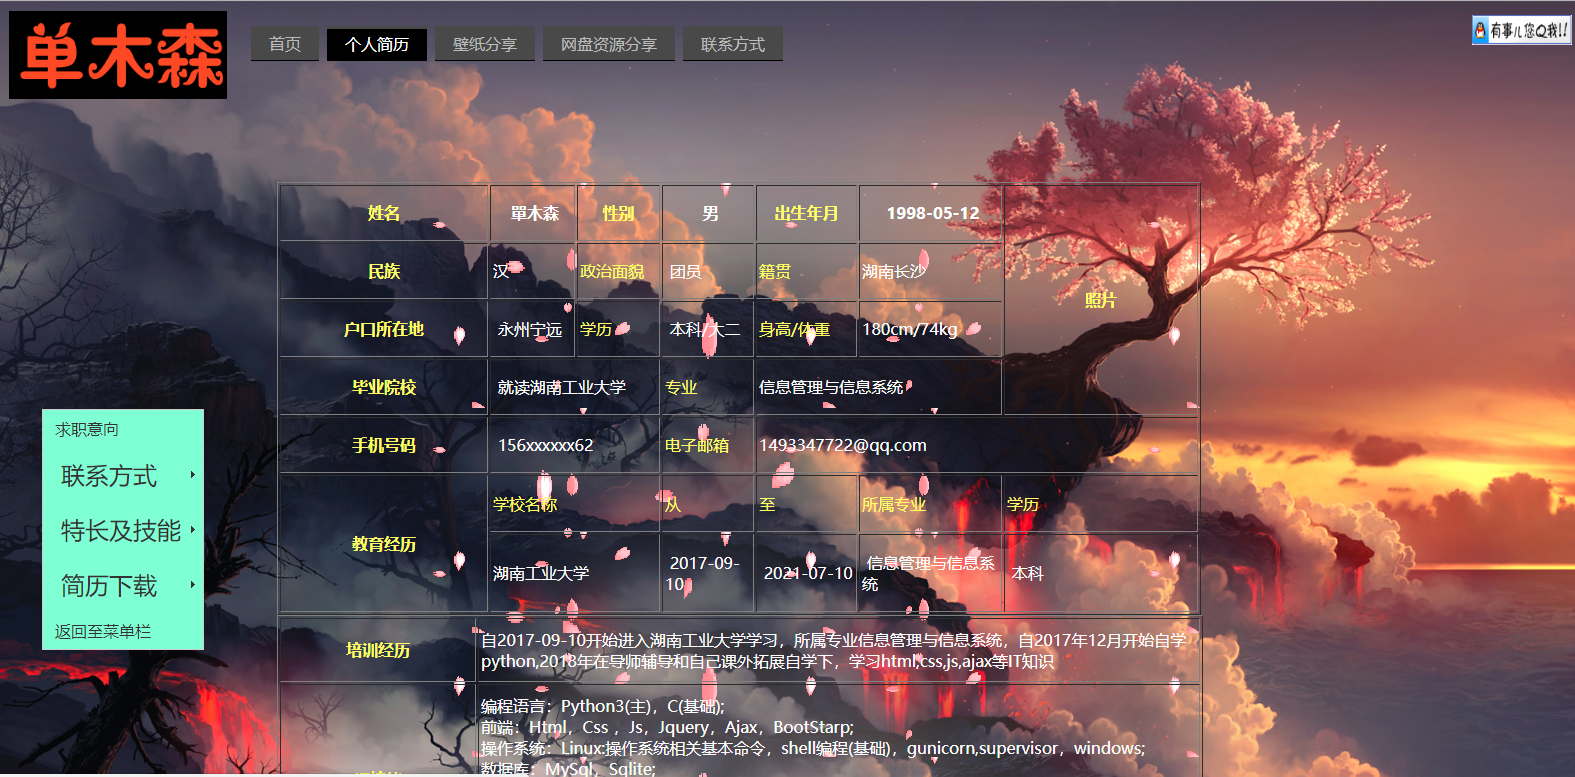 单木森
首页 个人简历 壁纸分享 网盘资源分享 联系方式
有事儿您Q我!!
姓名 單木森 性别 男 出生年月 1998-05-12
民族 汉 政治面貌 团员 籍贯 湖南长沙
照片
户口所在地 永州宁远 学历 本科/大二 身高/体重 180cm/74kg
毕业院校 就读湖南工业大学 专业 信息管理与信息系统
手机号码 156xxxxxx62 电子邮箱 1493347722@qq.com
教育经历
学校名称 从 至 所属专业 学历
湖南工业大学 2017-09-10 2021-07-10 信息管理与信息系统 本科
培训经历
自2017-09-10开始进入湖南工业大学学习，所属专业信息管理与信息系统，自2017年12月开始自学
python,2018年在导师辅导和自己课外拓展自学下，学习html,css,js,ajax等IT知识
编程语言：Python3(主)，C(基础);
前端：Html，Css ，Js，Jquery，Ajax，BootStarp;
操作系统：Linux:操作系统相关基本命令，shell编程(基础)，gunicorn,supervisor，windows;
数据库：MySql，Sqlite;
求职意向
联系方式
特长及技能
简历下载
返回至菜单栏